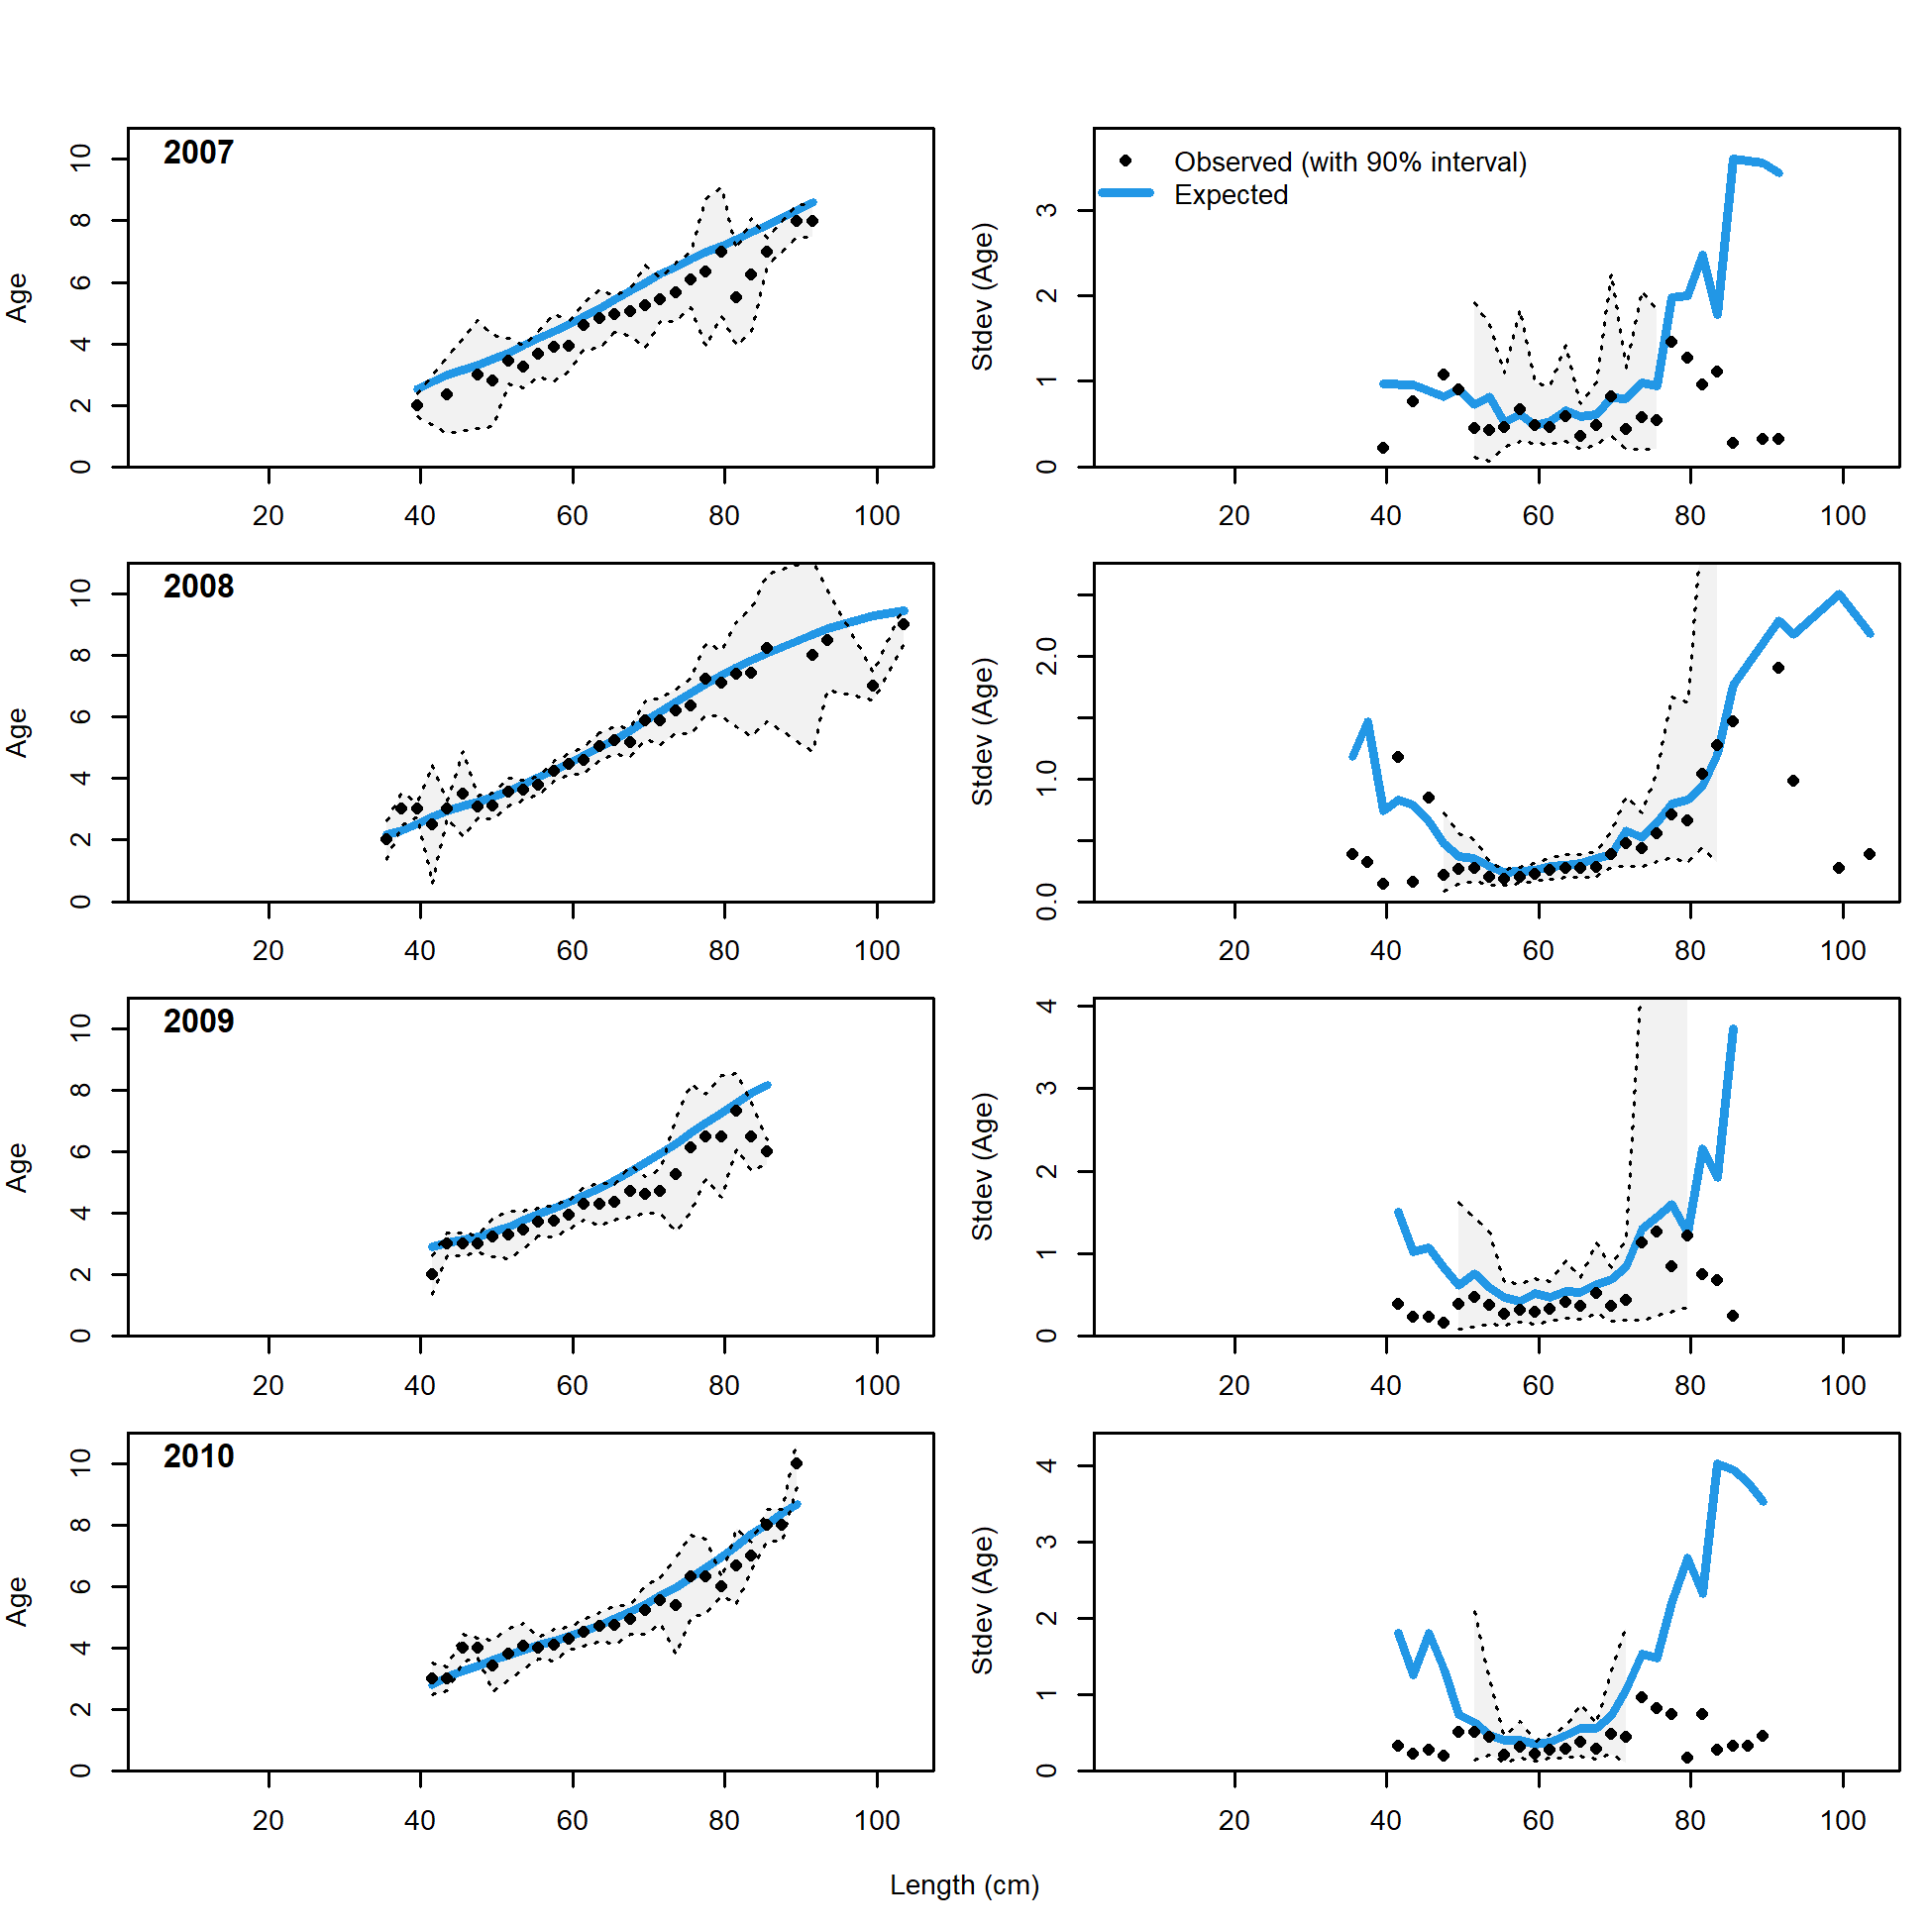 2007
Age
0 2 4 6 8 10
20 40 60 80 100
Observed (with 90% interval)
Expected
Stdev (Age)
0 1 2 3
20 40 60 80 100
2008
Age
0 2 4 6 8 10
20 40 60 80 100
Stdev (Age)
0.0 1.0 2.0
20 40 60 80 100
2009
Age
0 2 4 6 8 10
20 40 60 80 100
Stdev (Age)
0 1 2 3 4
20 40 60 80 100
2010
Age
0 2 4 6 8 10
20 40 60 80 100
Stdev (Age)
0 1 2 3 4
20 40 60 80 100
Length (cm)